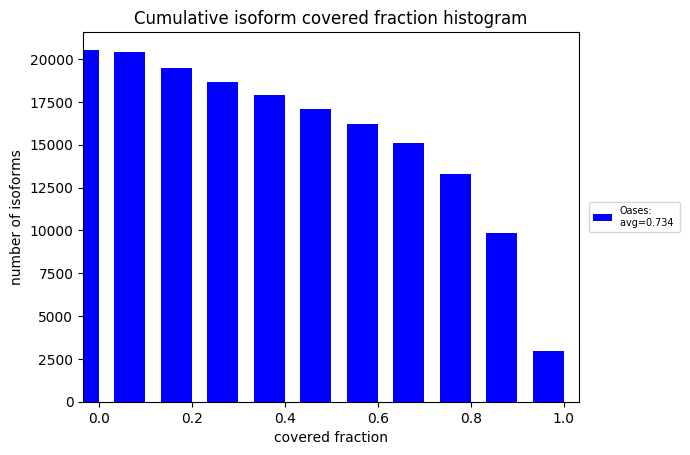 Cumulative isoform covered fraction histogram
number of isoforms
20000
17500
15000
12500
10000
7500
5000
2500
0
0.0 0.2 0.4 0.6 0.8 1.0
covered fraction
Oases:
avg=0.734